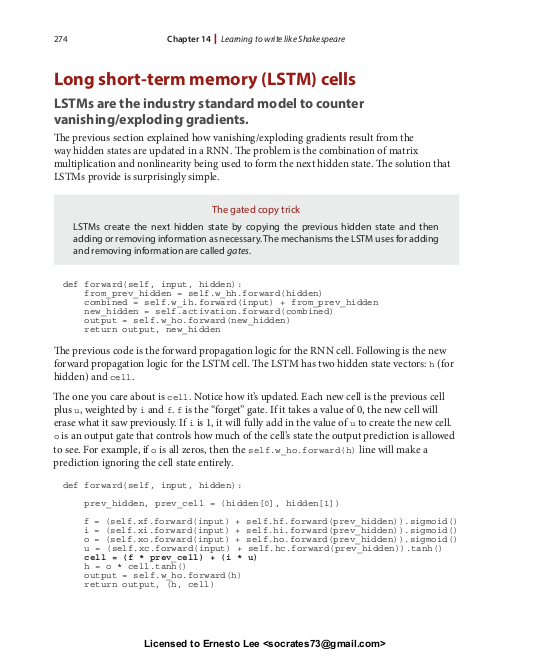 274
Chapter 14 | Learning to write like Shakespeare
Long short-term memory (LSTM) cells
LSTMs are the industry standard model to counter
vanishing/exploding gradients.
The previous section explained how vanishing/exploding gradients result from the
way hidden states are updated in a RNN. The problem is the combination of matrix
multiplication and nonlinearity being used to form the next hidden state. The solution that
LSTMs provide is surprisingly simple.
The gated copy trick
LSTMs create the next hidden state by copying the previous hidden state and then
adding or removing information as necessary. The mechanisms the LSTM uses for adding
and removing information are called gates.
def forward(self, input, hidden):
    from_prev_hidden = self.w_hh.forward(hidden)
    combined = self.w_ih.forward(input) + from_prev_hidden
    new_hidden = self.activation.forward(combined)
    output = self.w_ho.forward(new_hidden)
    return output, new_hidden
The previous code is the forward propagation logic for the RNN cell. Following is the new
forward propagation logic for the LSTM cell. The LSTM has two hidden state vectors: h (for
hidden) and cell.
The one you care about is cell. Notice how it's updated. Each new cell is the previous cell
plus u, weighted by i and f. f is the "forget" gate. If it takes a value of 0, the new cell will
erase what it saw previously. If i is 1, it will fully add in the value of u to create the new cell.
o is an output gate that controls how much of the cell's state the output prediction is allowed
to see. For example, if o is all zeros, then the self.w_ho.forward(h) line will make a
prediction ignoring the cell state entirely.
def forward(self, input, hidden):
    prev_hidden, prev_cell = (hidden[0], hidden[1])
    f = (self.xf.forward(input) + self.hf.forward(prev_hidden)).sigmoid()
    i = (self.xi.forward(input) + self.hi.forward(prev_hidden)).sigmoid()
    o = (self.xo.forward(input) + self.ho.forward(prev_hidden)).sigmoid()
    u = (self.xc.forward(input) + self.hc.forward(prev_hidden)).tanh()
    cell = (f * prev_cell) + (i * u)
    h = o * cell.tanh()
    output = self.w_ho.forward(h)
    return output, (h, cell)
Licensed to Ernesto Lee <socrates73@gmail.com>